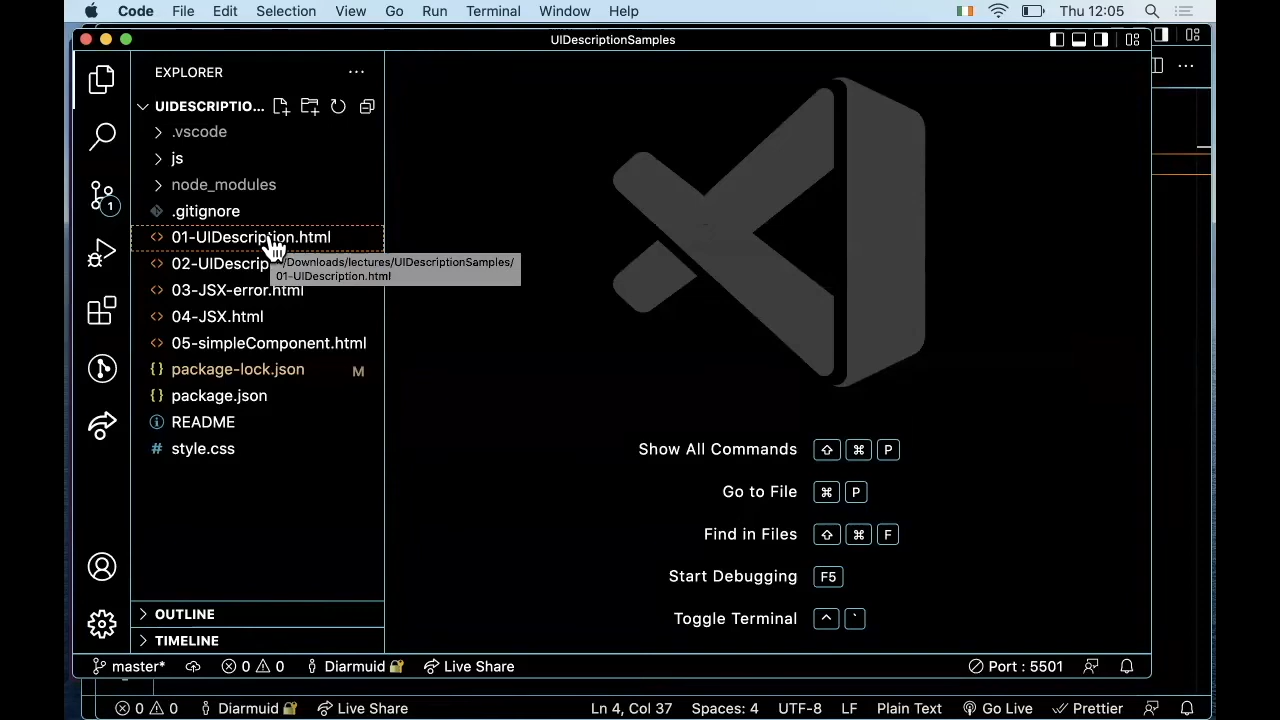 Code File Edit Selection View Go Run Terminal Window Help Thu 12:05
UIDescriptionSamples
EXPLORER
UIDESCRIPTIO...
.vscode
js
node_modules
.gitignore
01-UIDescription.html
02-UIDescrip
~/Downloads/lectures/UIDescriptionSamples/
01-UIDescription.html
03-JSX-error.html
04-JSX.html
05-simpleComponent.html
package-lock.json M
package.json
README
style.css
1
Show All Commands ⇧ ⌘ P
Go to File ⌘ P
Find in Files ⇧ ⌘ F
Start Debugging F5
Toggle Terminal ^ `
OUTLINE
TIMELINE
master* 0 0 Diarmuid Live Share Port : 5501
0 0 Diarmuid Live Share Ln 4, Col 37 Spaces: 4 UTF-8 LF Plain Text Go Live Prettier